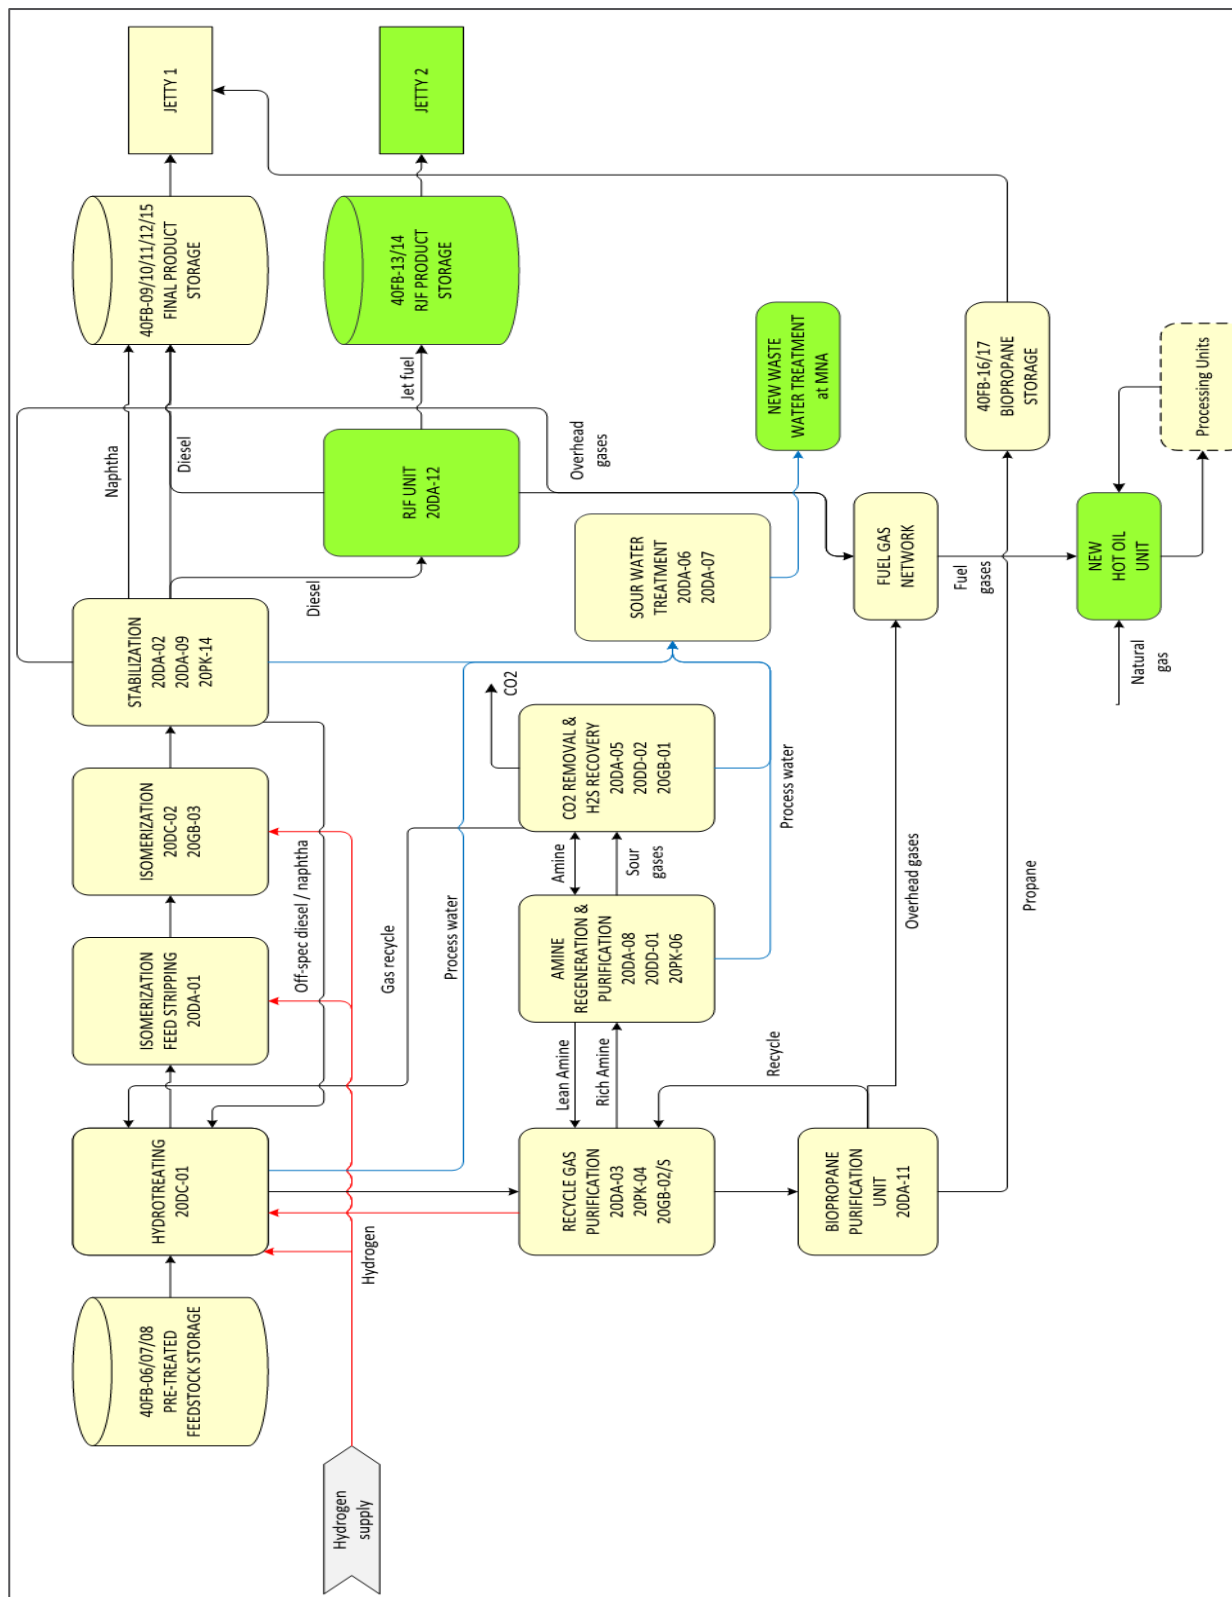 40FB-06/07/08
PRE-TREATED
FEEDSTOCK STORAGE
HYDROTREATING
20DC-01
ISOMERIZATION
FEED STRIPPING
20DA-01
ISOMERIZATION
20DC-02
20GB-03
STABILIZATION
20DA-02
20DA-09
20PK-14
Naphtha
Diesel
40FB-09/10/11/12/15
FINAL PRODUCT
STORAGE
JETTY 1
Hydrogen
supply
Hydrogen
Off-spec diesel / naphtha
Gas recycle
Process water
Diesel
RJF UNIT
20DA-12
Jet fuel
40FB-13/14
RJF PRODUCT
STORAGE
JETTY 2
Overhead
gases
RECYCLE GAS
PURIFICATION
20DA-03
20PK-04
20GB-02/S
Lean Amine
Rich Amine
AMINE
REGENERATION &
PURIFICATION
20DA-08
20DD-01
20PK-06
Amine
Sour
gases
CO2 REMOVAL &
H2S RECOVERY
20DA-05
20DD-02
20GB-01
CO2
SOUR WATER
TREATMENT
20DA-06
20DA-07
NEW WASTE
WATER TREATMENT
at MNA
Process water
Recycle
BIOPROPANE
PURIFICATION
UNIT
20DA-11
Overhead gases
FUEL GAS
NETWORK
Propane
40FB-16/17
BIOPROPANE
STORAGE
Fuel
gases
Natural
gas
NEW
HOT OIL
UNIT
Processing Units